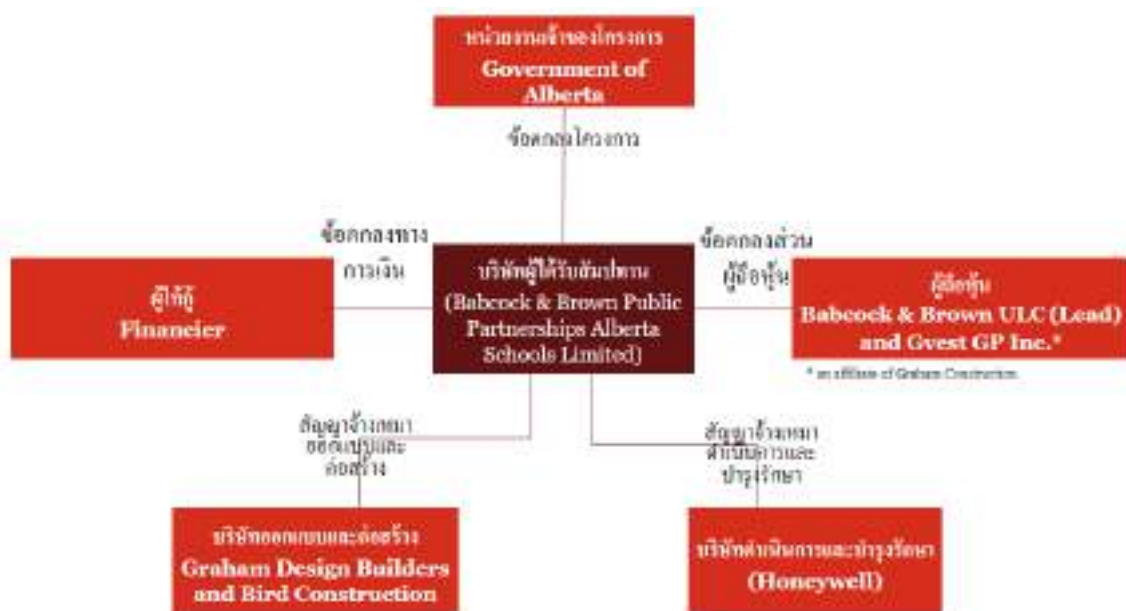 หน่วยงานเจ้าของโครงการ
Government of
Alberta
ข้อตกลงโครงการ
ข้อตกลงทาง
การเงิน
ข้อตกลงส่วน
ผู้ถือหุ้น
ผู้ให้กู้
Financier
บริษัทผู้ได้รับสัมปทาน
(Babcock & Brown Public
Partnerships Alberta
Schools Limited)
ผู้ถือหุ้น
Babcock & Brown ULC (Lead)
and Gvest GP Inc.*
* an affiliate of Graham Construction
สัญญาจ้างเหมา
ออกแบบและ
ก่อสร้าง
สัญญาจ้างเหมา
ดำเนินการและ
บำรุงรักษา
บริษัทออกแบบและก่อสร้าง
Graham Design Builders
and Bird Construction
บริษัทดำเนินการและบำรุงรักษา
(Honeywell)